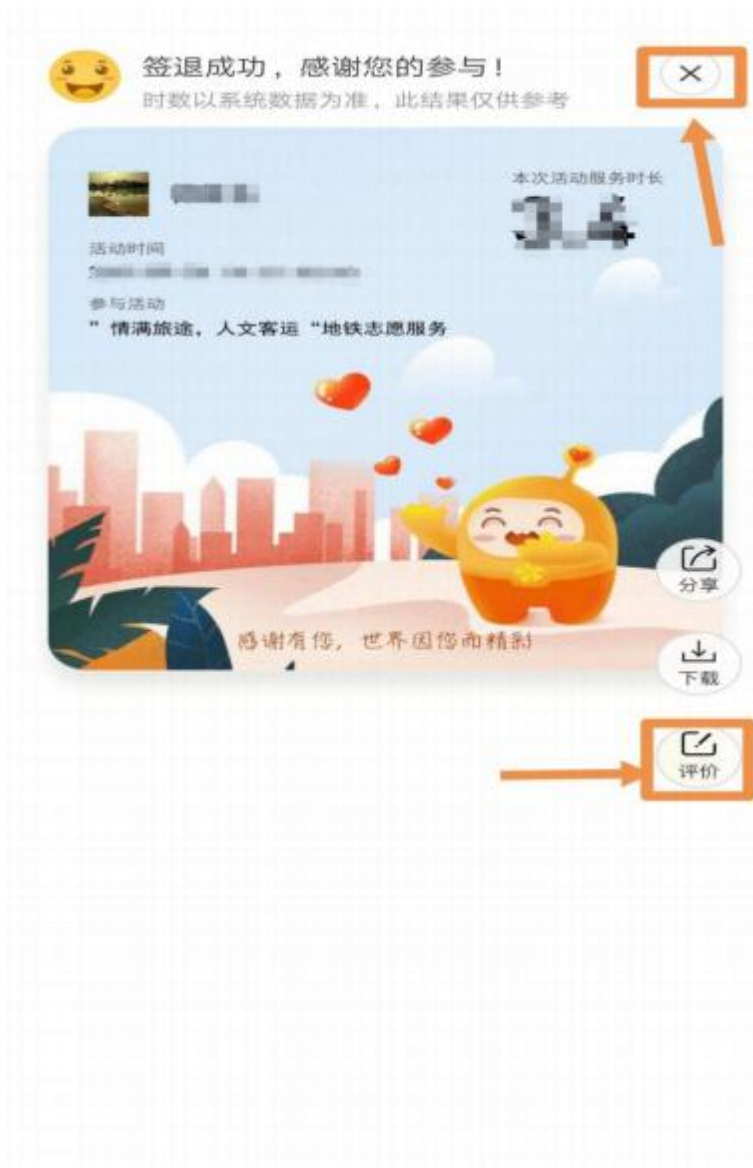 签退成功，感谢您的参与！
时数以系统数据为准，此结果仅供参考
本次活动服务时长
活动时间
参与活动
”情满旅途，人文客运“地铁志愿服务
分享
感谢有您，世界因您而精彩
下载
评价